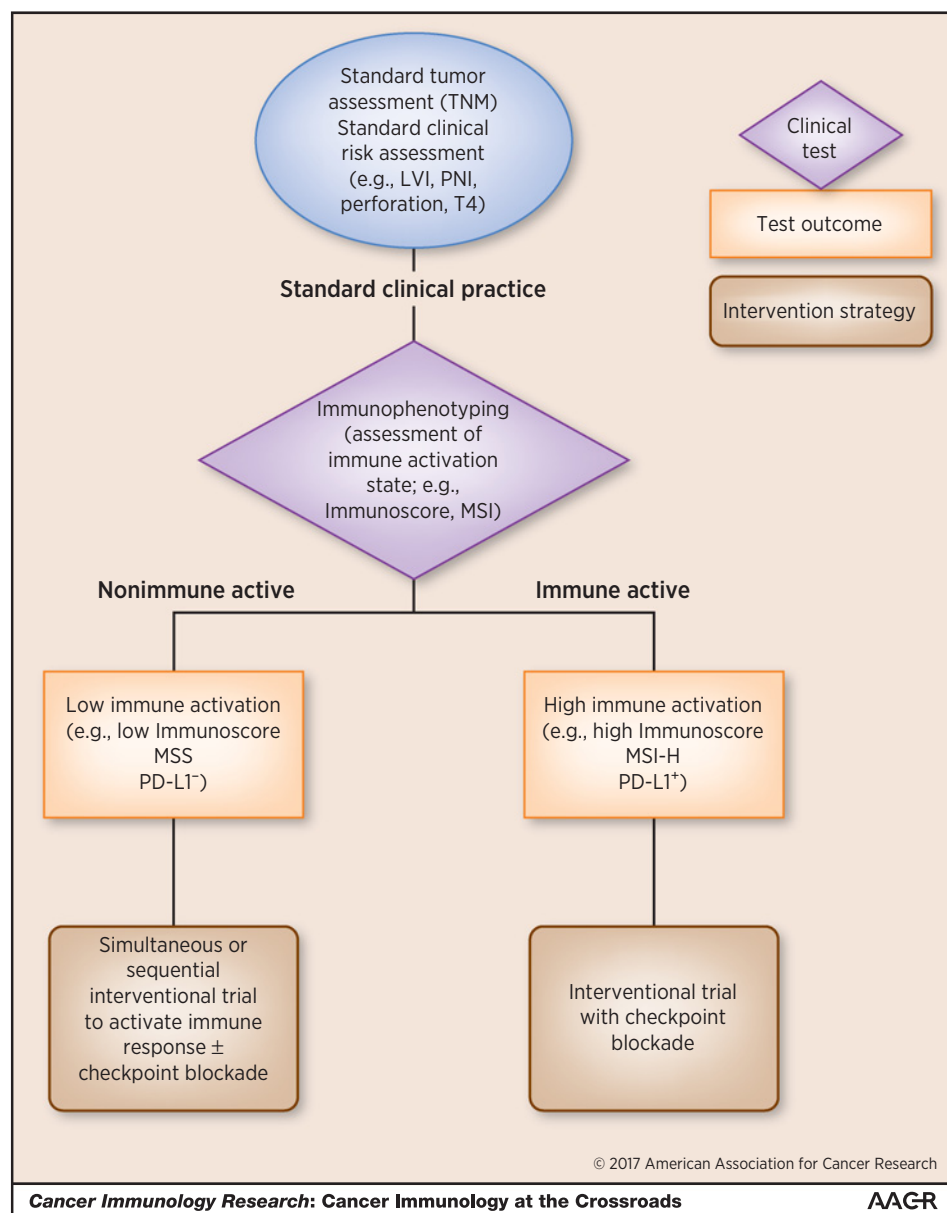 Standard tumor
assessment (TNM)
Standard clinical
risk assessment
(e.g., LVI, PNI,
perforation, T4)
Clinical
test
Test outcome
Intervention strategy
Standard clinical practice
Immunophenotyping
(assessment of
immune activation
state; e.g.,
Immunoscore, MSI)
Nonimmune active
Immune active
Low immune activation
(e.g., low Immunoscore
MSS
PD-L1⁻)
High immune activation
(e.g., high Immunoscore
MSI-H
PD-L1⁺)
Simultaneous or
sequential
interventional trial
to activate immune
response ±
checkpoint blockade
Interventional trial
with checkpoint
blockade
© 2017 American Association for Cancer Research
Cancer Immunology Research: Cancer Immunology at the Crossroads
AACR